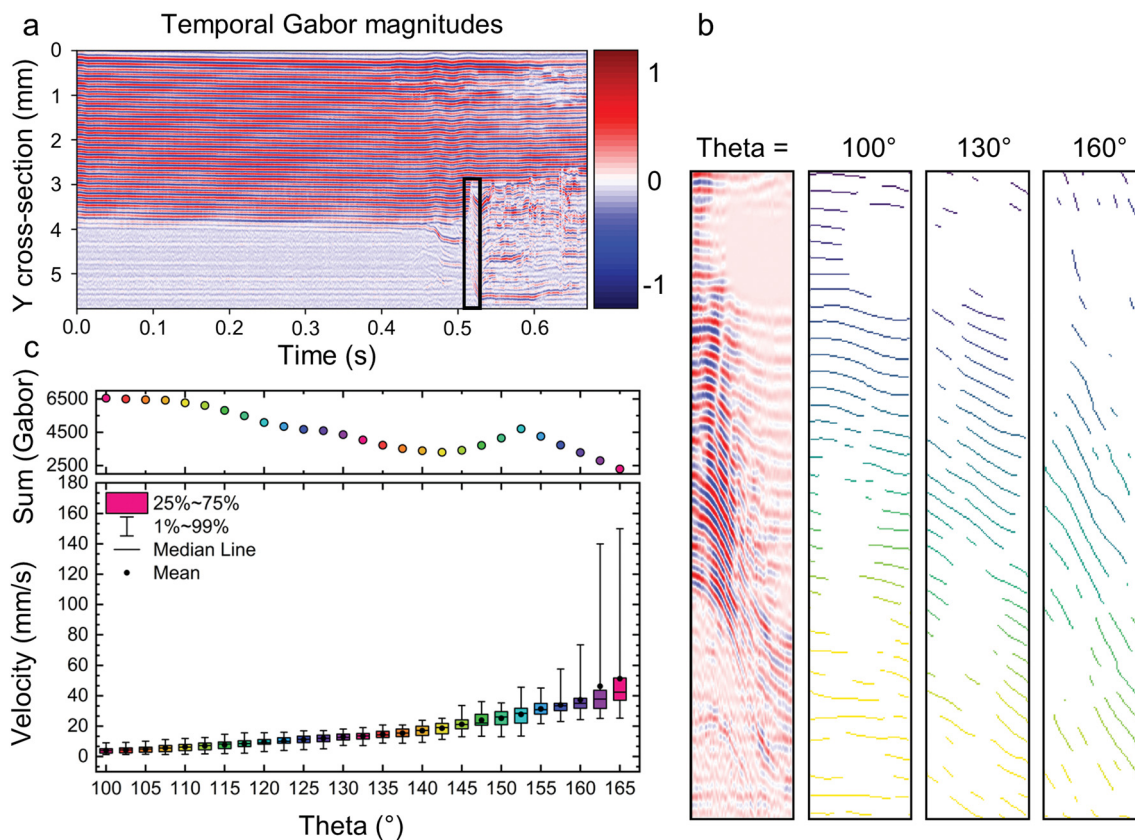 a
Temporal Gabor magnitudes
b
Y cross-section (mm)
0
1
2
3
4
5
0.0 0.1 0.2 0.3 0.4 0.5 0.6
Time (s)
1
0
-1
Theta = 100° 130° 160°
c
Sum (Gabor)
6500
4500
2500
Velocity (mm/s)
180
160
140
120
100
80
60
40
20
0
25%~75%
1%~99%
Median Line
Mean
100 105 110 115 120 125 130 135 140 145 150 155 160 165
Theta (°)